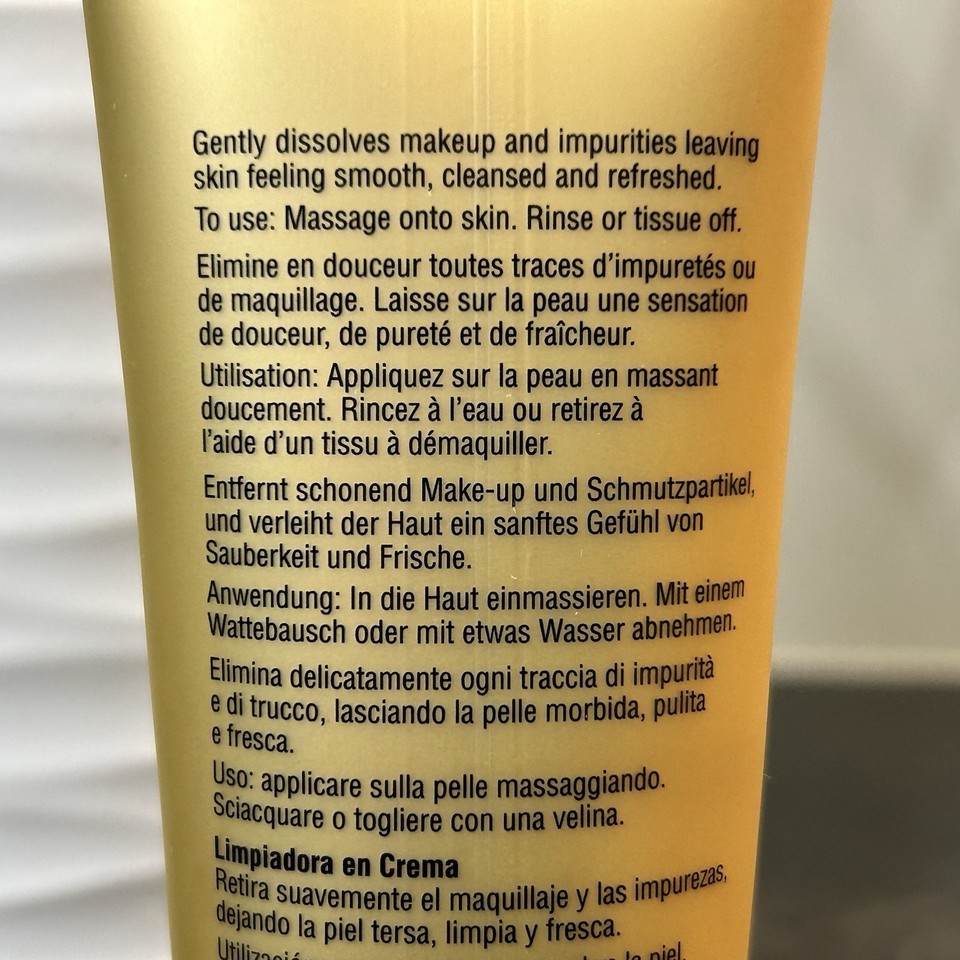 Gently dissolves makeup and impurities leaving
skin feeling smooth, cleansed and refreshed.
To use: Massage onto skin. Rinse or tissue off.
Elimine en douceur toutes traces d'impuretés ou
de maquillage. Laisse sur la peau une sensation
de douceur, de pureté et de fraîcheur.
Utilisation: Appliquez sur la peau en massant
doucement. Rincez à l'eau ou retirez à
l'aide d'un tissu à démaquiller.
Entfernt schonend Make-up und Schmutzpartikel,
und verleiht der Haut ein sanftes Gefühl von
Sauberkeit und Frische.
Anwendung: In die Haut einmassieren. Mit einem
Wattebausch oder mit etwas Wasser abnehmen.
Elimina delicatamente ogni traccia di impurità
e di trucco, lasciando la pelle morbida, pulita
e fresca.
Uso: applicare sulla pelle massaggiando.
Sciacquare o togliere con una velina.
Limpiadora en Crema
Retira suavemente el maquillaje y las impurezas,
dejando la piel tersa, limpia y fresca.
la piel.